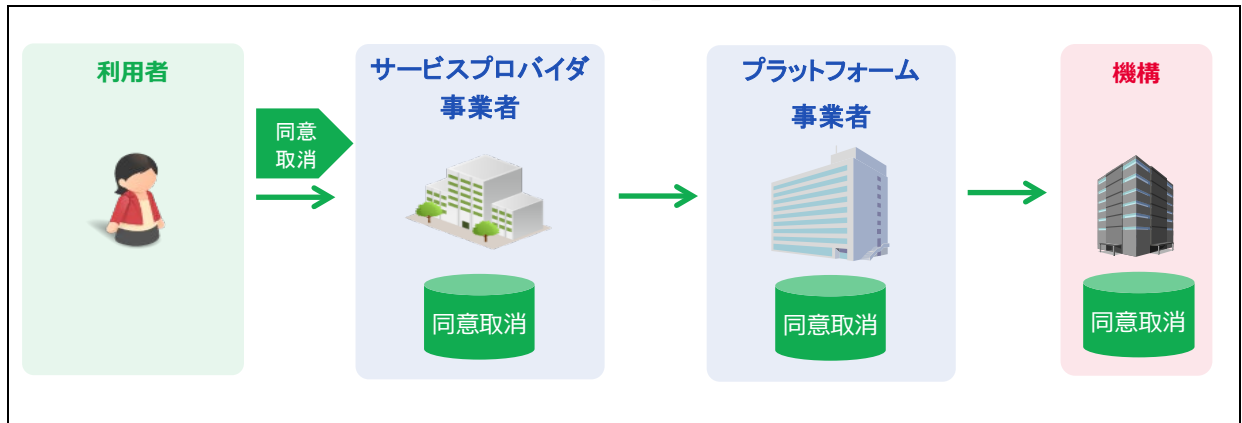 利用者
同意
取消
サービスプロバイダ
事業者
同意取消
プラットフォーム
事業者
同意取消
機構
同意取消